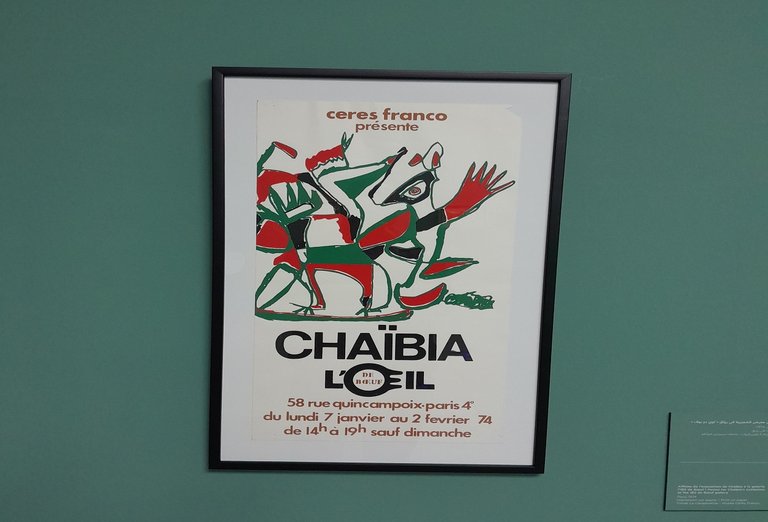 ceres franco
présente
CHAÏBIA
L'ŒIL
DE
BŒUF
58 rue quincampoix-paris 4e
du lundi 7 janvier au 2 fevrier 74
de 14h à 19h sauf dimanche